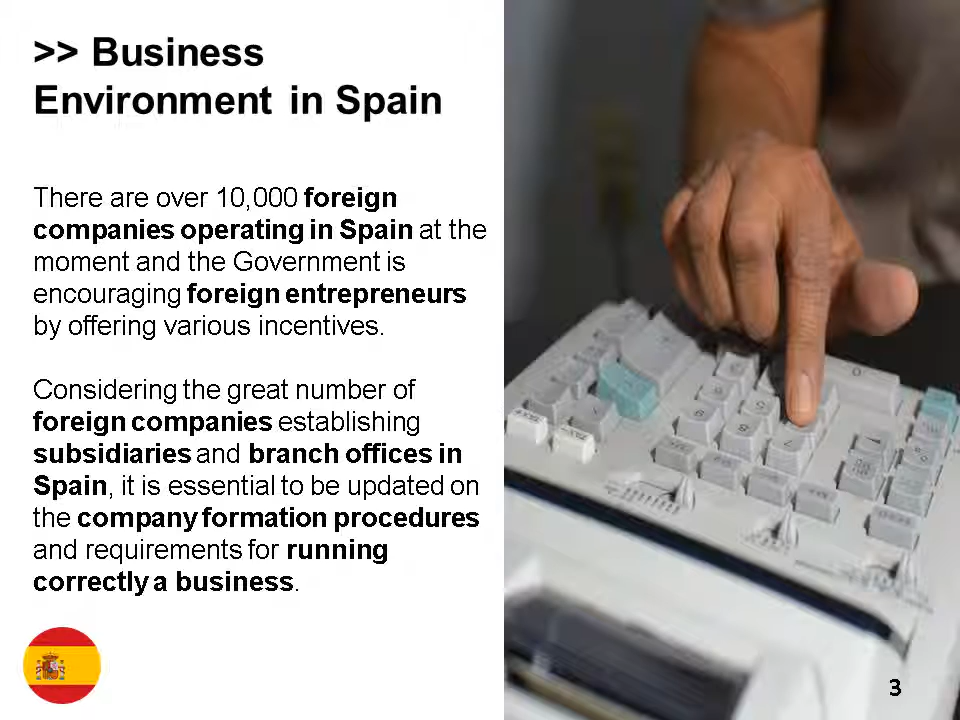 >> Business
Environment in Spain
There are over 10,000 foreign
companies operating in Spain at the
moment and the Government is
encouraging foreign entrepreneurs
by offering various incentives.
Considering the great number of
foreign companies establishing
subsidiaries and branch offices in
Spain, it is essential to be updated on
the company formation procedures
and requirements for running
correctly a business.
3